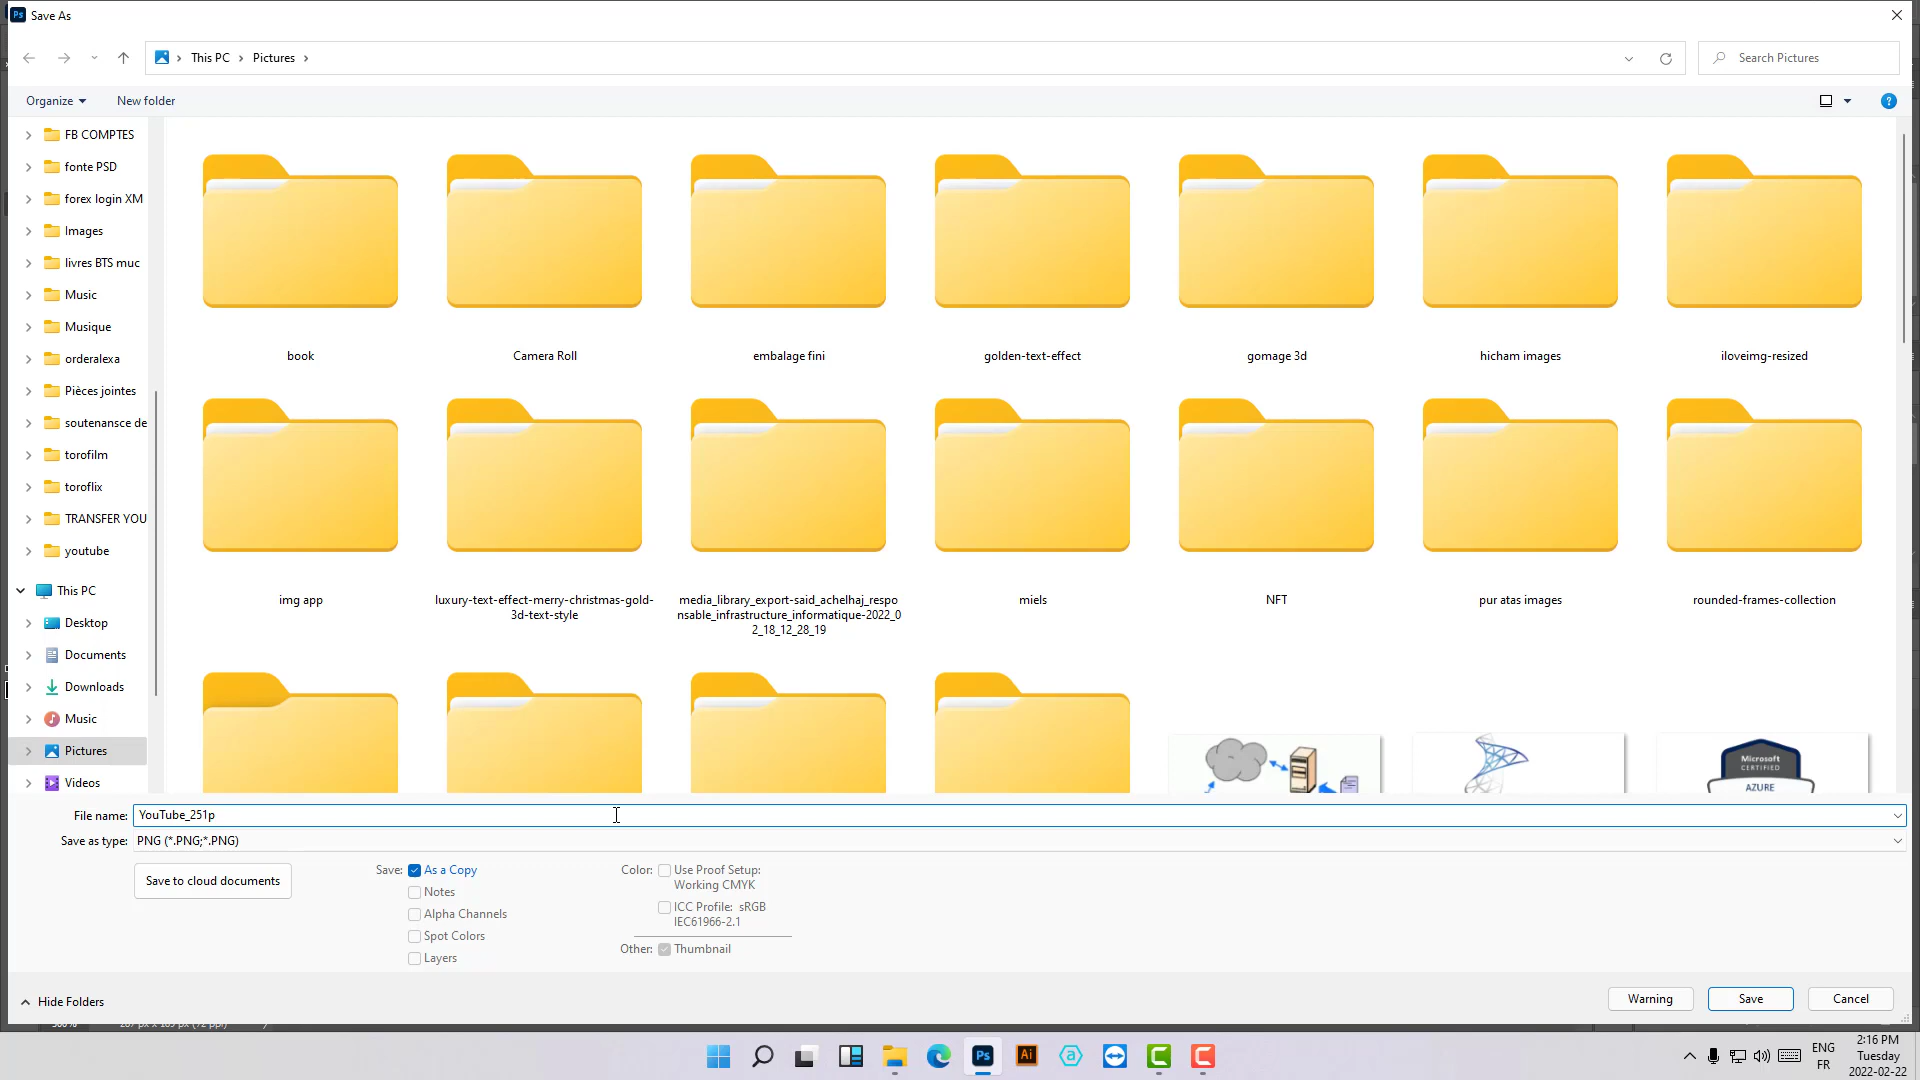 Ps Save As
This PC > Pictures >
Search Pictures
Organize
New folder
FB COMPTES
fonte PSD
forex login XM
Images
livres BTS muc
Music
Musique
orderalexa
Pièces jointes
soutenansce de
torofilm
toroflix
TRANSFER YOU
youtube
This PC
Desktop
Documents
Downloads
Music
Pictures
Videos
book
Camera Roll
embalage fini
golden-text-effect
gomage 3d
hicham images
iloveimg-resized
img app
luxury-text-effect-merry-christmas-gold-
3d-text-style
media_library_export-said_achelhaj_respo
nsable_infrastructure_informatique-2022_0
2_18_12_28_19
miels
NFT
pur atas images
rounded-frames-collection
Microsoft
CERTIFIED
AZURE
File name: YouTube_251p
Save as type: PNG (*.PNG;*.PNG)
Save to cloud documents
Save: As a Copy
Notes
Alpha Channels
Spot Colors
Layers
Color: Use Proof Setup:
Working CMYK
ICC Profile: sRGB
IEC61966-2.1
Other: Thumbnail
Hide Folders
Warning
Save
Cancel
Ps
Ai
ENG
FR
2:16 PM
Tuesday
2022-02-22